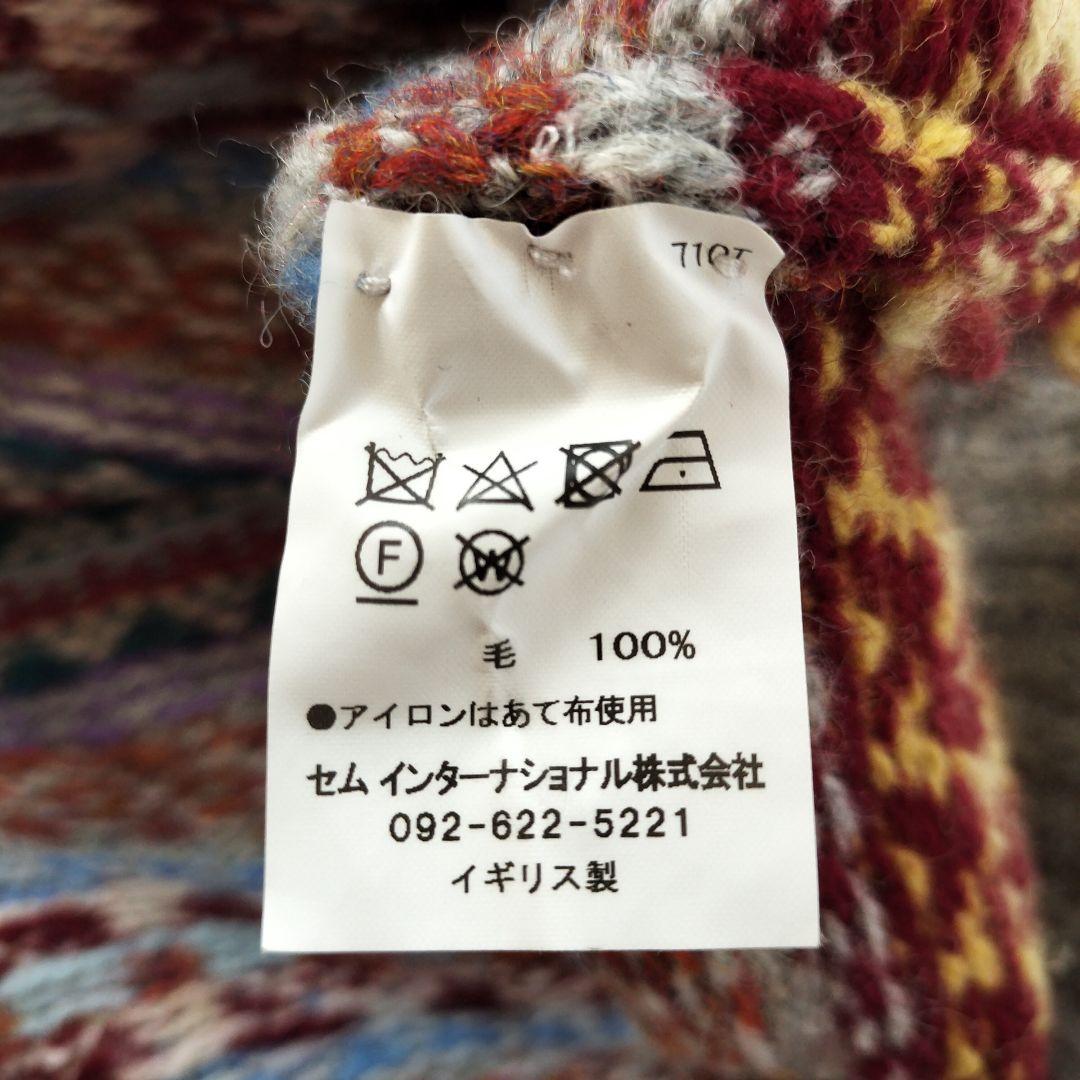 F W
毛 100%
●アイロンはあて布使用
セム インターナショナル株式会社
092-622-5221
イギリス製